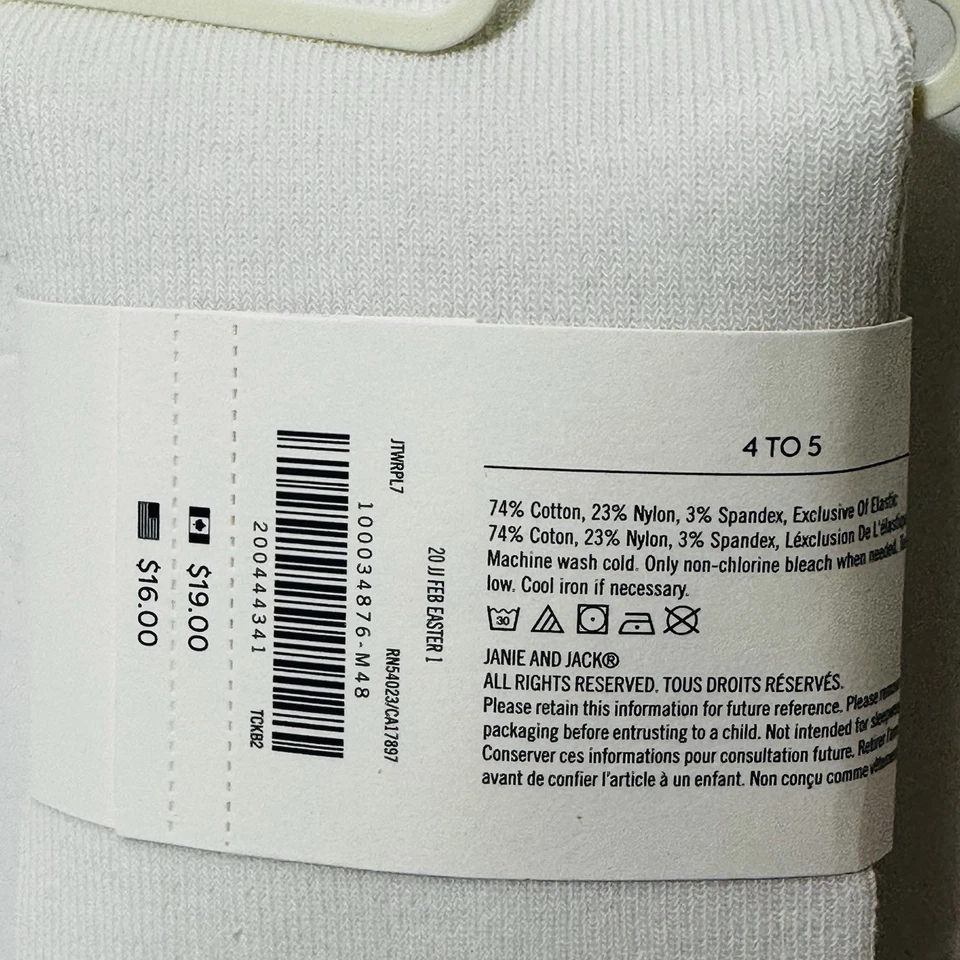 4 TO 5
74% Cotton, 23% Nylon, 3% Spandex, Exclusive Of Elastic
74% Coton, 23% Nylon, 3% Spandex, Léxclusion De L'élastique
Machine wash cold. Only non-chlorine bleach when needed.
low. Cool iron if necessary.
30
JANIE AND JACK®
ALL RIGHTS RESERVED. TOUS DROITS RÉSERVÉS.
Please retain this information for future reference. Please
packaging before entrusting to a child. Not intended for
Conserver ces informations pour consultation future. Retirer
avant de confier l'article à un enfant. Non conçu comme
20 JJ FEB EASTER 1
JTWRPL7 RN54023/CA17897
100034876-M48
200444341 TCKB2
$19.00
$16.00